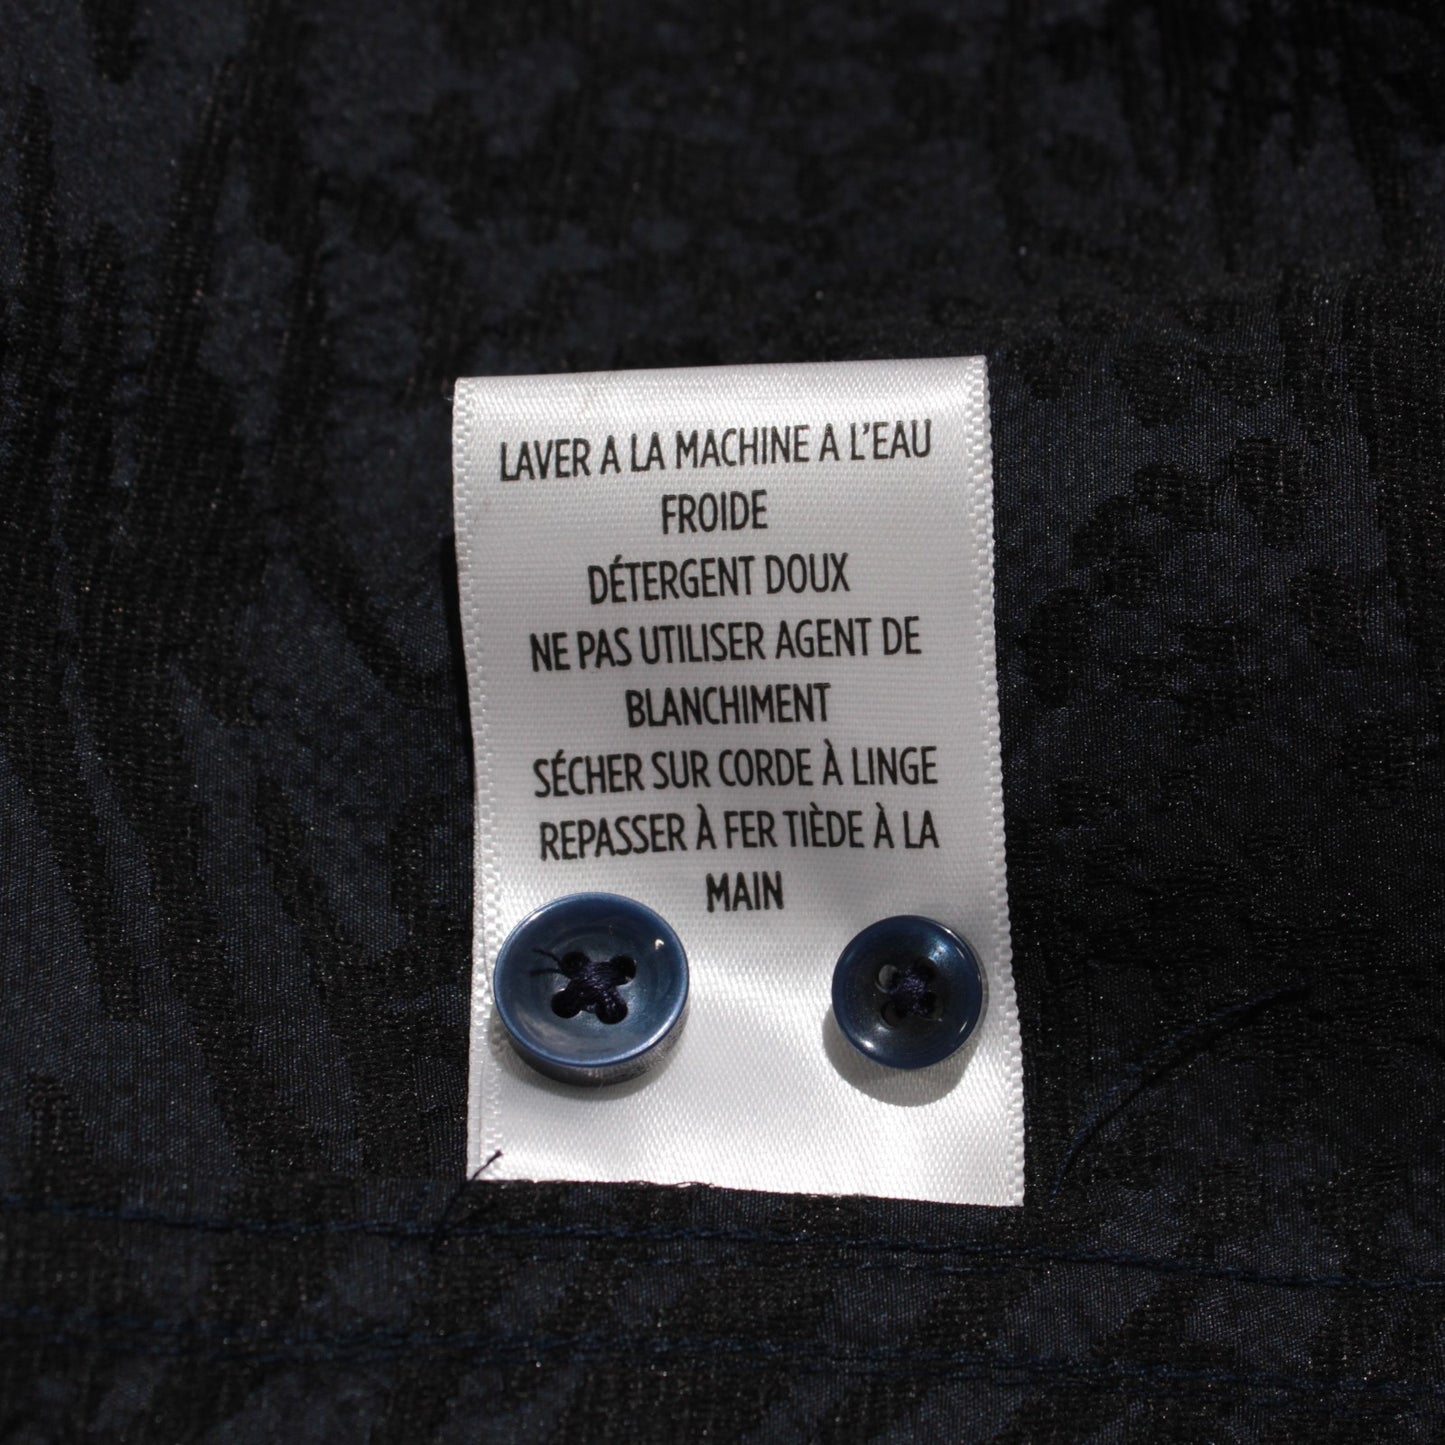 LAVER A LA MACHINE A L'EAU
FROIDE
DÉTERGENT DOUX
NE PAS UTILISER AGENT DE
BLANCHIMENT
SÉCHER SUR CORDE À LINGE
REPASSER À FER TIÈDE À LA
MAIN